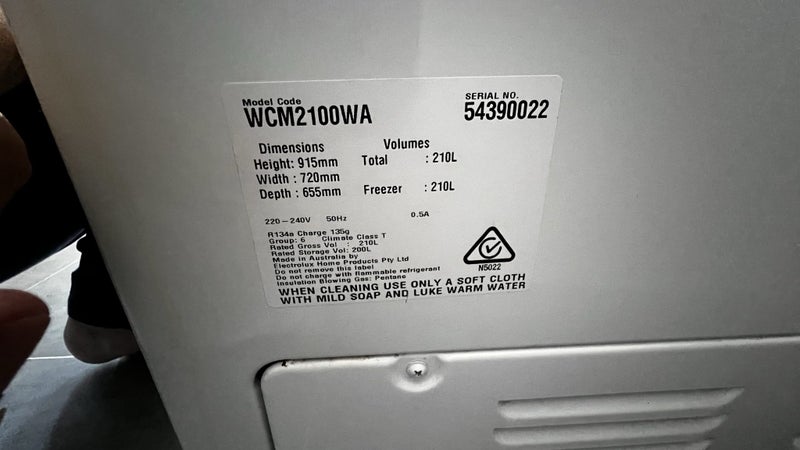 Model Code
WCM2100WA
SERIAL NO.
54390022
Dimensions
Height: 915mm
Width : 720mm
Depth : 655mm
Volumes
Total : 210L
Freezer : 210L
220-240V 50Hz 0.5A
R134a Charge 135g
Group: 6 Climate Class T
Rated Gross Vol : 210L
Rated Storage Vol: 200L
Made in Australia by
Electrolux Home Products Pty Ltd
Do not remove this label
Do not charge with flammable refrigerant
Insulation Blowing Gas: Pentane
N5022
WHEN CLEANING USE ONLY A SOFT CLOTH
WITH MILD SOAP AND LUKE WARM WATER